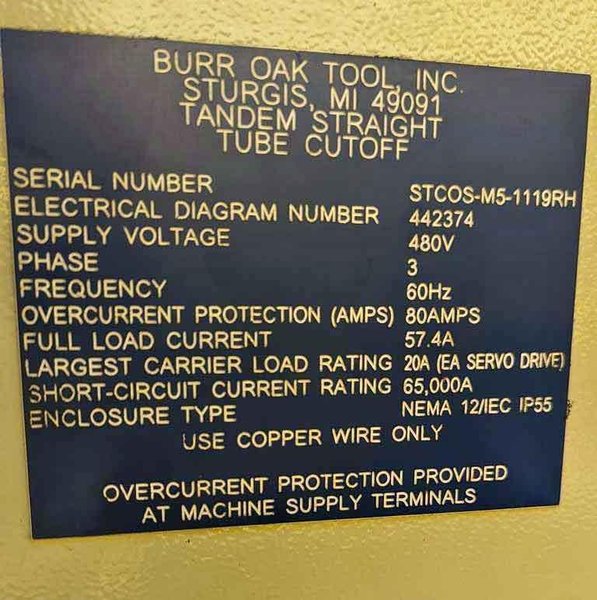 BURR OAK TOOL, INC.
STURGIS, MI 49091
TANDEM STRAIGHT
TUBE CUTOFF
SERIAL NUMBER STCOS-M5-1119RH
ELECTRICAL DIAGRAM NUMBER 442374
SUPPLY VOLTAGE 480V
PHASE 3
FREQUENCY 60Hz
OVERCURRENT PROTECTION (AMPS) 80AMPS
FULL LOAD CURRENT 57.4A
LARGEST CARRIER LOAD RATING 20A (EA SERVO DRIVE)
SHORT-CIRCUIT CURRENT RATING 65,000A
ENCLOSURE TYPE NEMA 12/IEC IP55
USE COPPER WIRE ONLY
OVERCURRENT PROTECTION PROVIDED
AT MACHINE SUPPLY TERMINALS